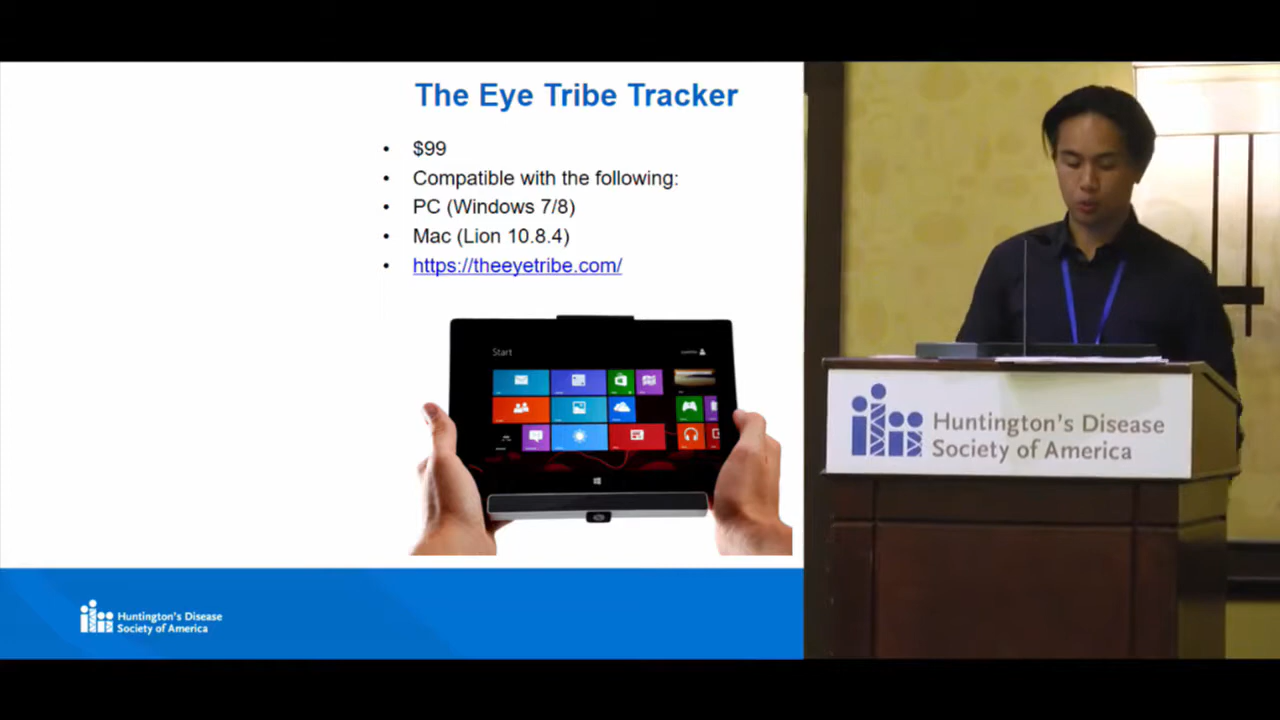 The Eye Tribe Tracker
• $99
• Compatible with the following:
• PC (Windows 7/8)
• Mac (Lion 10.8.4)
• https://theeyetribe.com/
Start
Huntington's Disease
Society of America
Huntington's Disease
Society of America